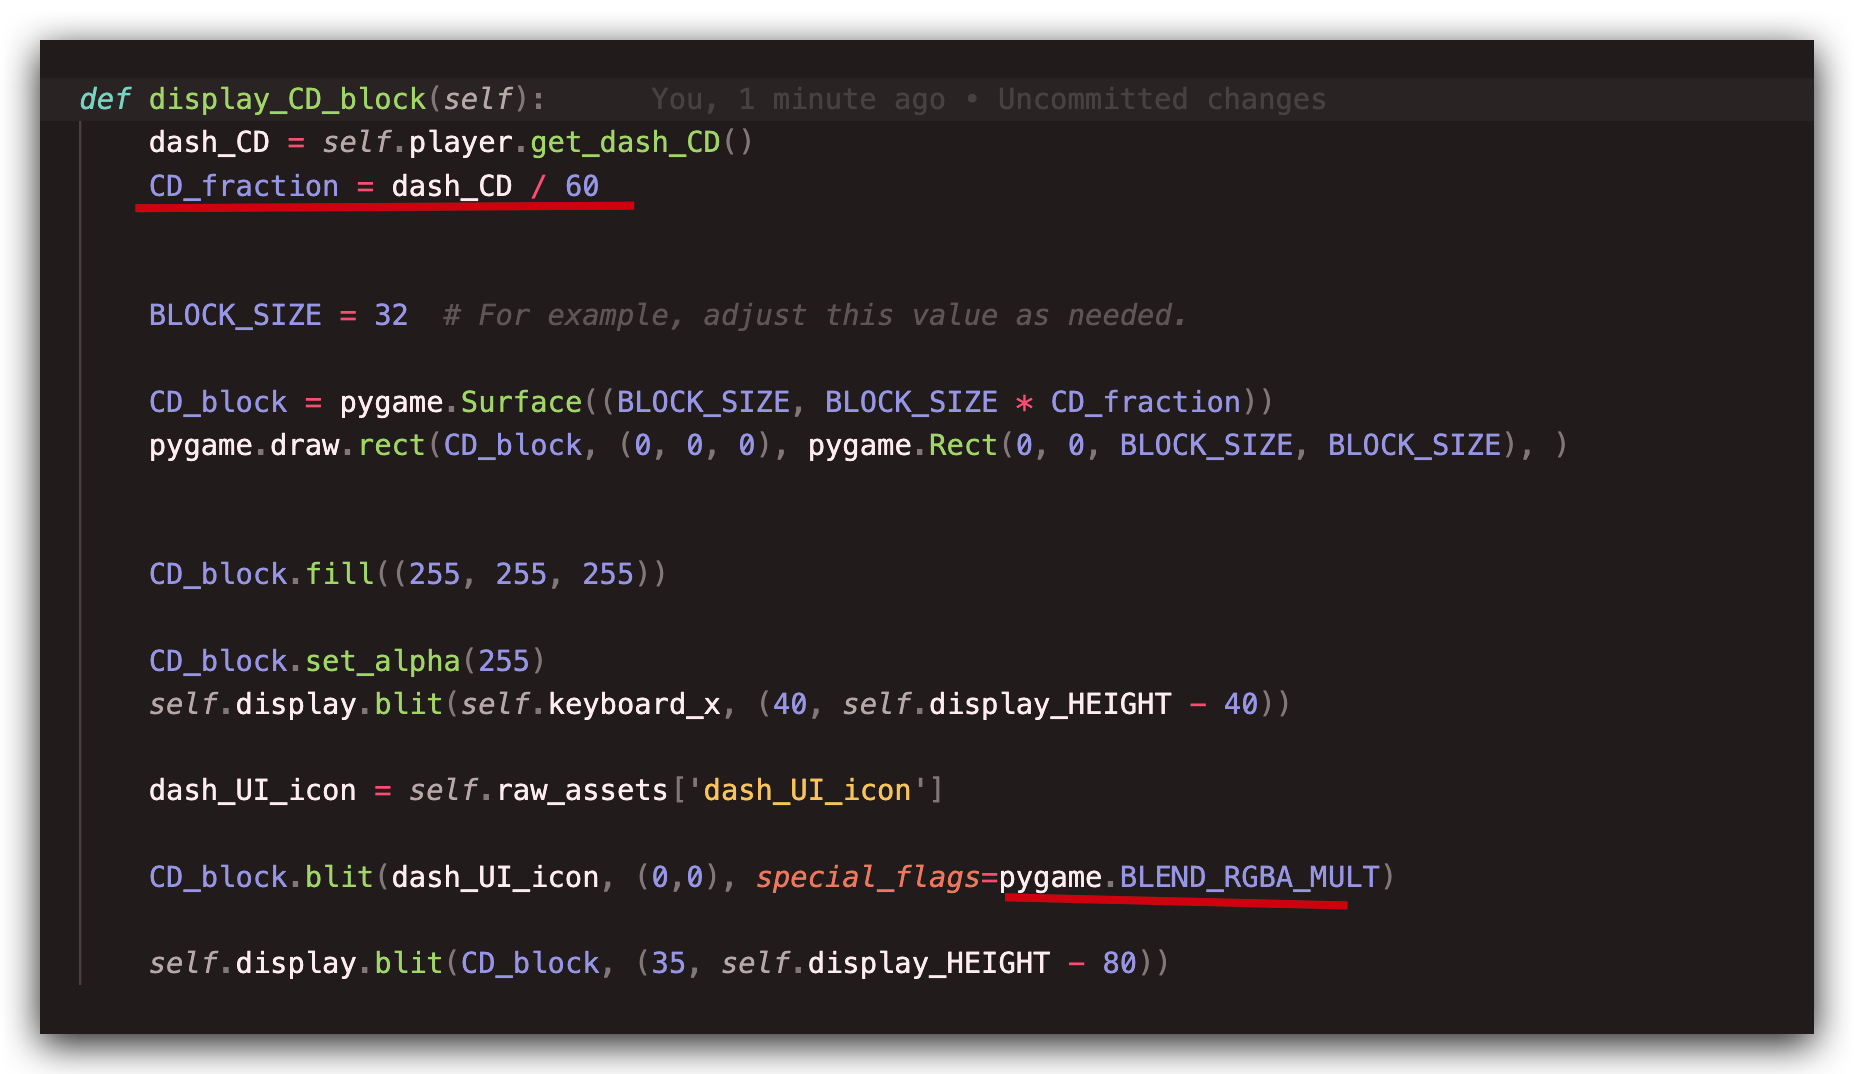 def display_CD_block(self):      You, 1 minute ago • Uncommitted changes
    dash_CD = self.player.get_dash_CD()
    CD_fraction = dash_CD / 60
    BLOCK_SIZE = 32  # For example, adjust this value as needed.
    CD_block = pygame.Surface((BLOCK_SIZE, BLOCK_SIZE * CD_fraction))
    pygame.draw.rect(CD_block, (0, 0, 0), pygame.Rect(0, 0, BLOCK_SIZE, BLOCK_SIZE), )
    CD_block.fill((255, 255, 255))
    CD_block.set_alpha(255)
    self.display.blit(self.keyboard_x, (40, self.display_HEIGHT - 40))
    dash_UI_icon = self.raw_assets['dash_UI_icon']
    CD_block.blit(dash_UI_icon, (0,0), special_flags=pygame.BLEND_RGBA_MULT)
    self.display.blit(CD_block, (35, self.display_HEIGHT - 80))